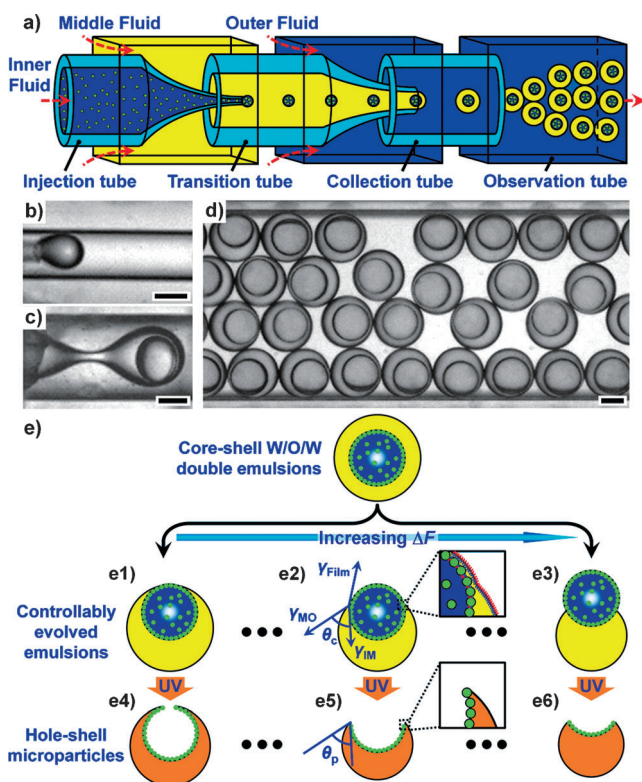 a)
Middle Fluid
Outer Fluid
Inner
Fluid
Injection tube
Transition tube
Collection tube
Observation tube
b)
c)
d)
e)
Core-shell W/O/W
double emulsions
Increasing ΔF
e1)
e2)
e3)
γFilm
γMO
θc
γIM
Controllably
evolved
emulsions
UV
UV
UV
e4)
e5)
e6)
Hole-shell
microparticles
θp